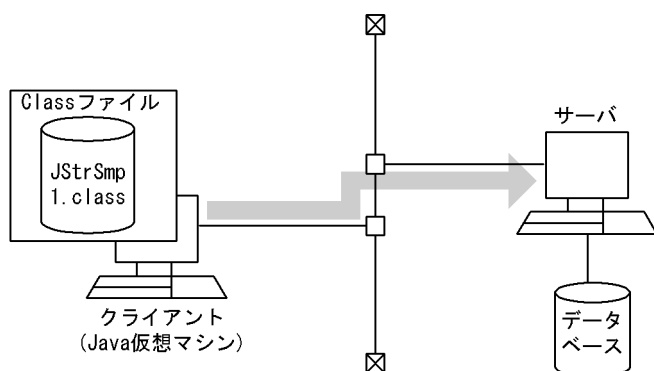 Classファイル
JStrSmp
1.class
クライアント
(Java仮想マシン)
サーバ
データ
ベース